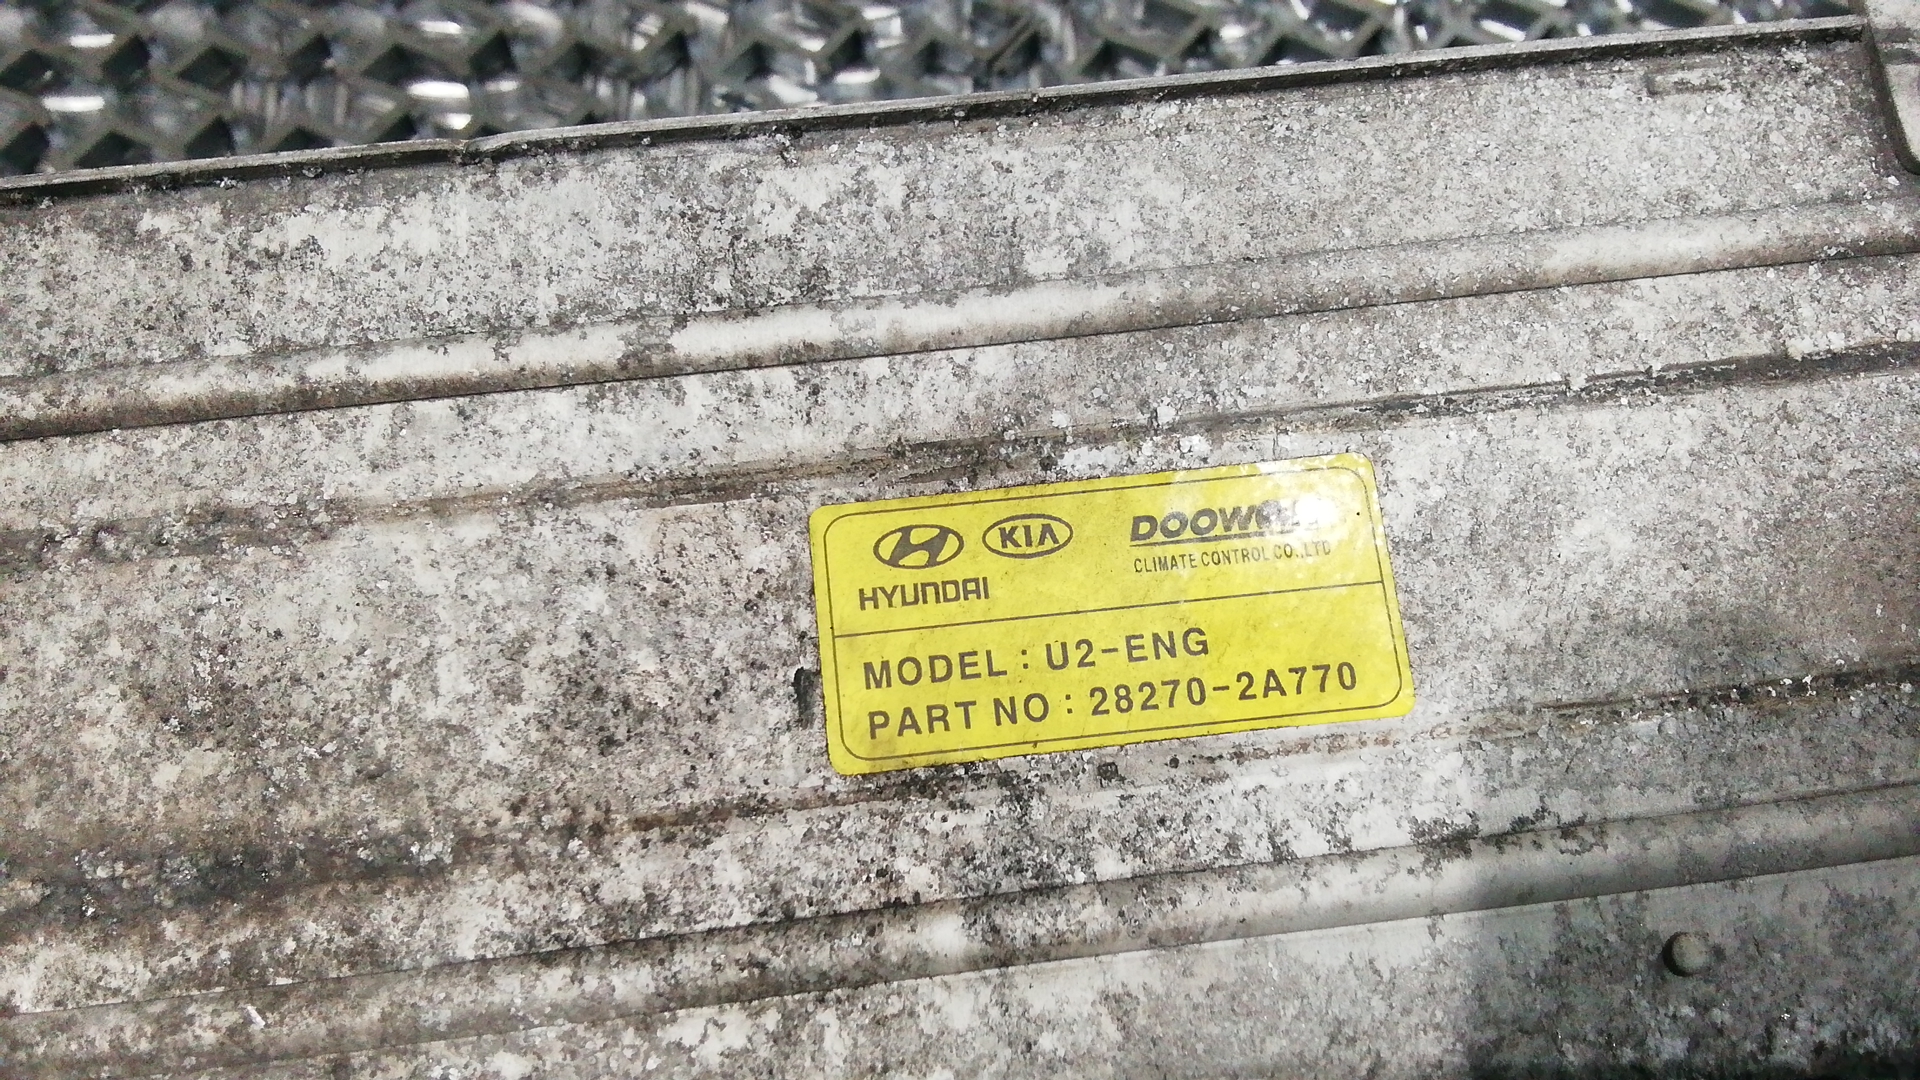 KIA
HYUNDAI
CLIMATE CONTROL CO.,LTD
MODEL : U2-ENG
PART NO : 28270-2A770